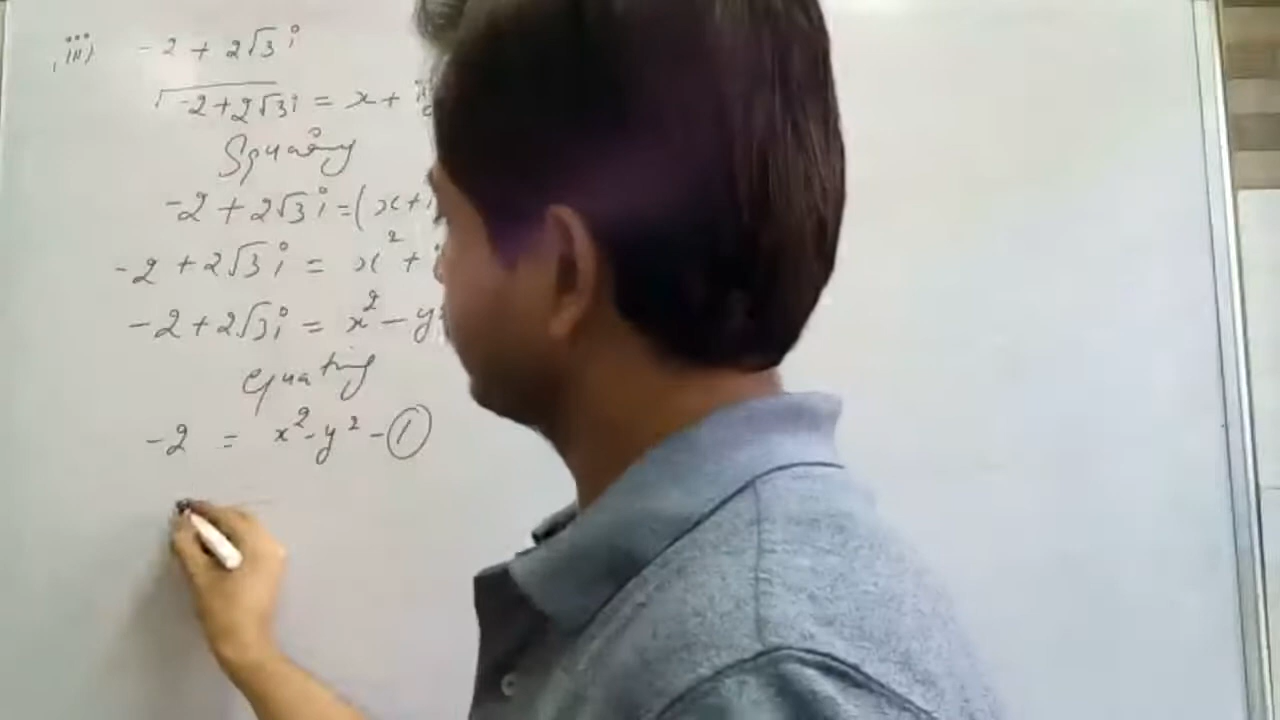 iii) -2 + 2√3 i
√-2+2√3i = x + i
Squaring
-2 + 2√3 i = (x+i
-2 + 2√3 i = x² + i
-2 + 2√3i = x² - y²
equating
-2 = x² - y² - ①